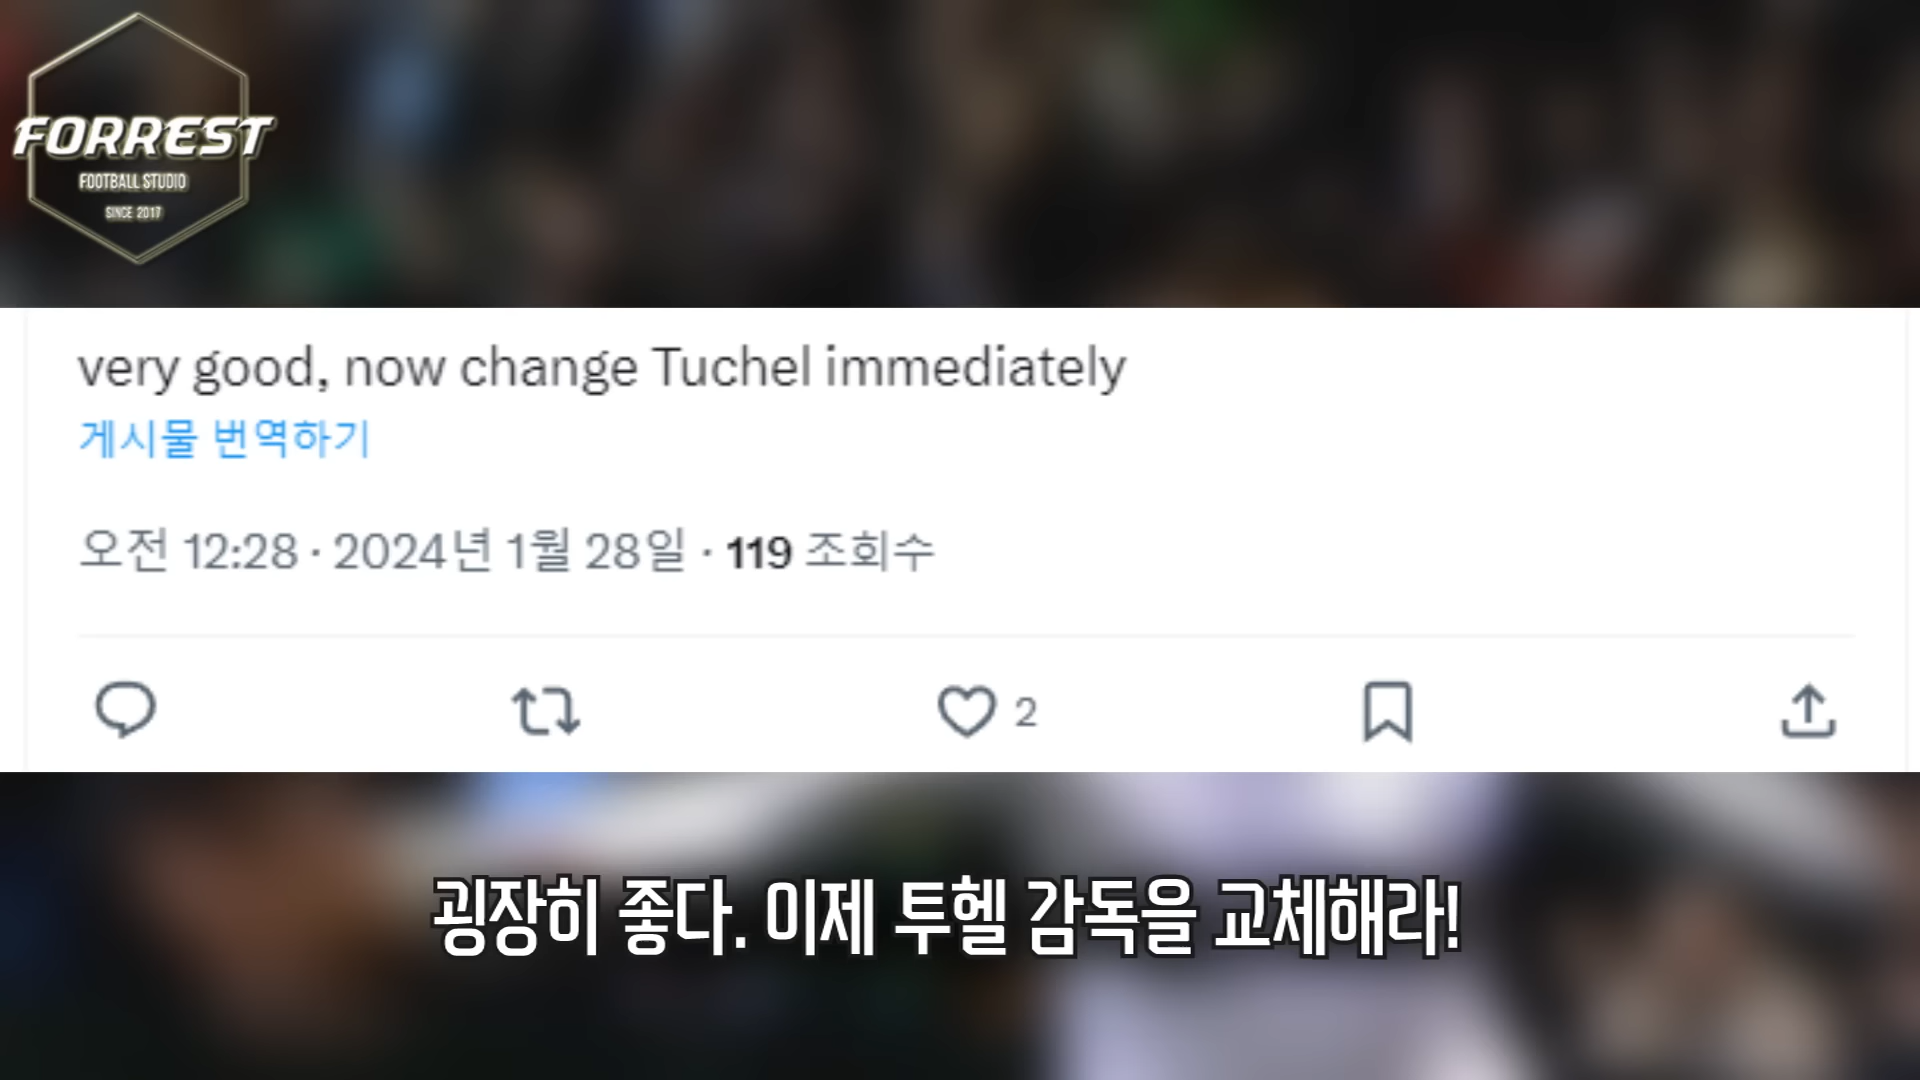 FORREST
FOOTBALL STUDIO
SINCE 2017
very good, now change Tuchel immediately
게시물 번역하기
오전 12:28 · 2024년 1월 28일 · 119 조회수
2
굉장히 좋다. 이제 투헬 감독을 교체해라!